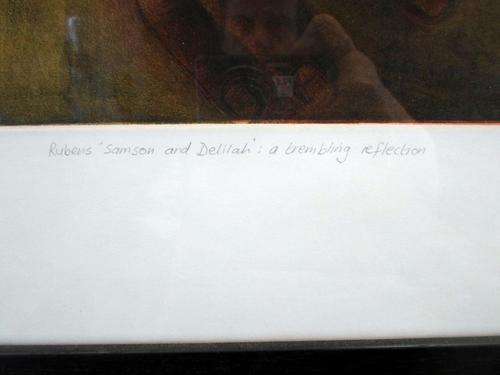 Rubens 'Samson and Delilah': a trembling reflection